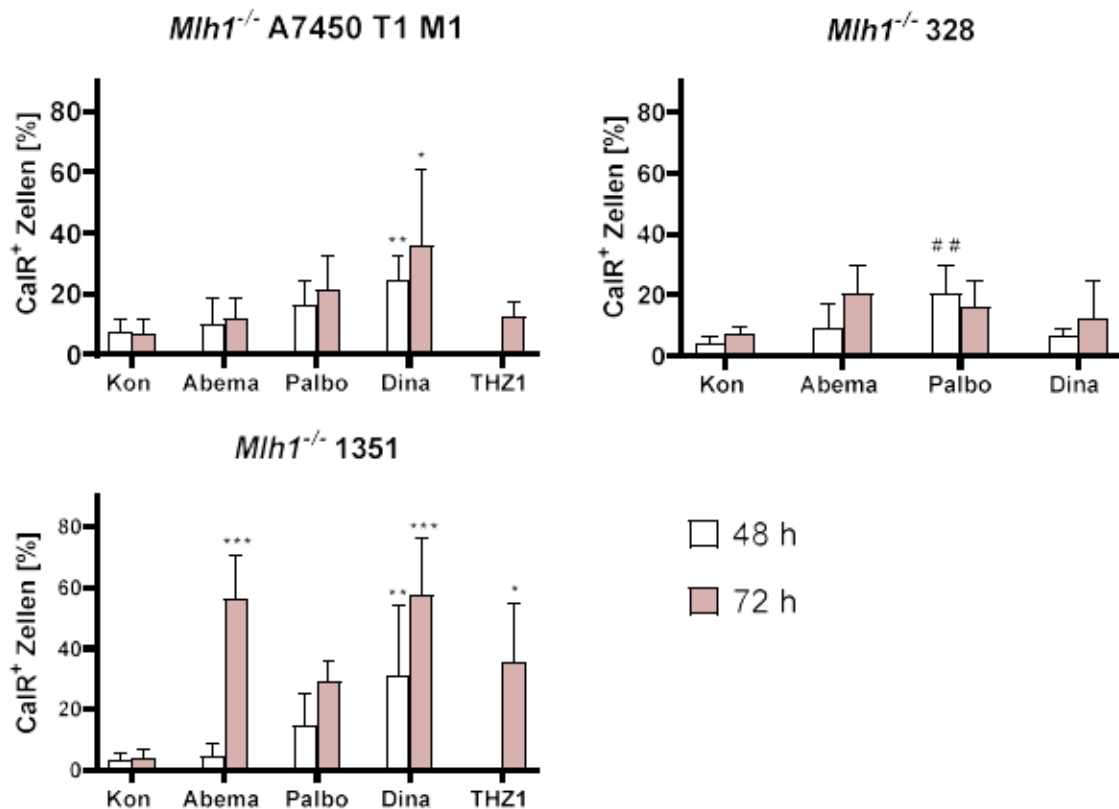 Mlh1-/- A7450 T1 M1
CalR+ Zellen [%]
80
60
40
20
0
*
**
Kon Abema Palbo Dina THZ1
Mlh1-/- 328
CalR+ Zellen [%]
80
60
40
20
0
##
Kon Abema Palbo Dina
Mlh1-/- 1351
CalR+ Zellen [%]
80
60
40
20
0
*** *** *
**
Kon Abema Palbo Dina THZ1
48 h
72 h